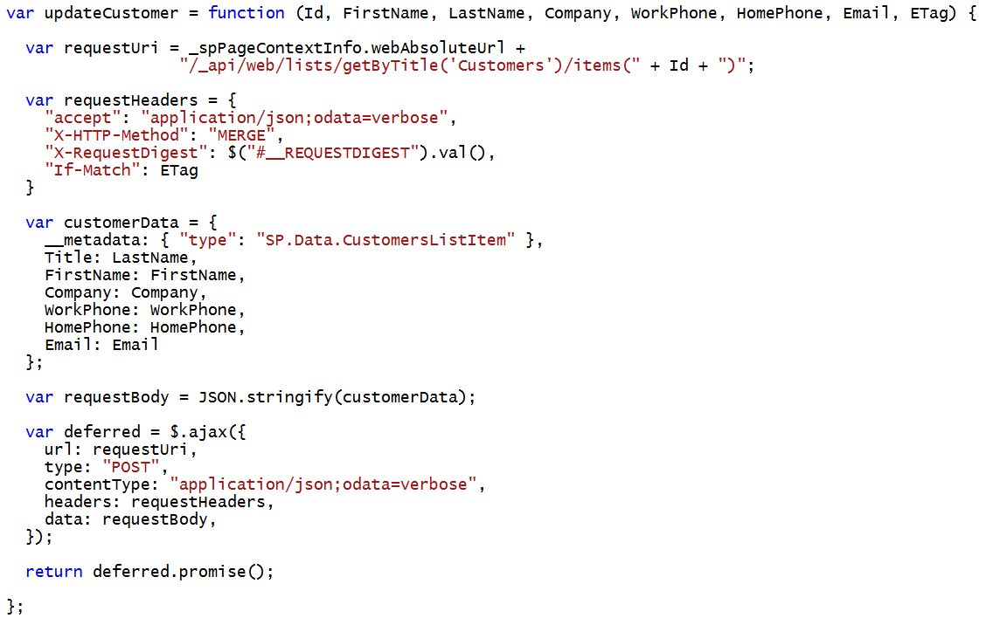 var updateCustomer = function (Id, FirstName, LastName, Company, WorkPhone, HomePhone, Email, ETag) {
var requestUri = _spPageContextInfo.webAbsoluteUrl +
"/_api/web/lists/getByTitle('Customers')/items(" + Id + ")";
var requestHeaders = {
"accept": "application/json;odata=verbose",
"X-HTTP-Method": "MERGE",
"X-RequestDigest": $("#__REQUESTDIGEST").val(),
"If-Match": ETag
}
var customerData = {
__metadata: { "type": "SP.Data.CustomersListItem" },
Title: LastName,
FirstName: FirstName,
Company: Company,
WorkPhone: WorkPhone,
HomePhone: HomePhone,
Email: Email
};
var requestBody = JSON.stringify(customerData);
var deferred = $.ajax({
url: requestUri,
type: "POST",
contentType: "application/json;odata=verbose",
headers: requestHeaders,
data: requestBody,
});
return deferred.promise();
};